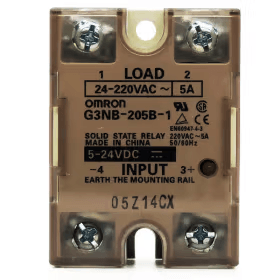 1 LOAD 2
24-220VAC ~ 5A
OMRON
G3NB-205B-1
SOLID STATE RELAY
MADE IN CHINA
EN60947-4-3
220VAC~5A
50/60Hz
5-24VDC
-4 INPUT 3+
EARTH THE MOUNTING RAIL
05Z14CX